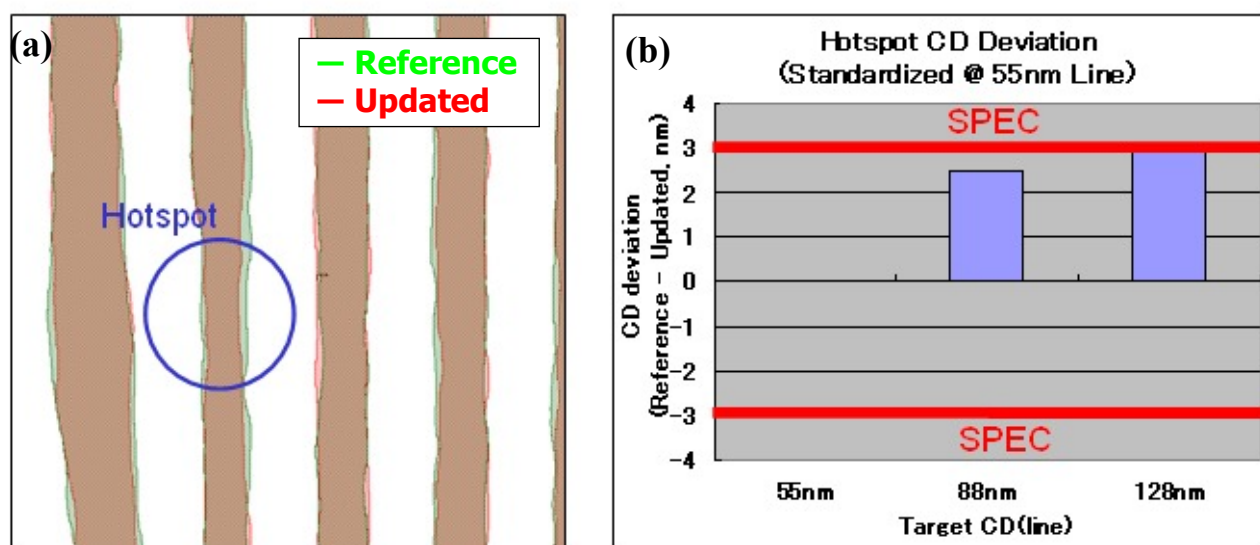 (a)
— Reference
— Updated
Hotspot
(b)
Hotspot CD Deviation
(Standardized @ 55nm Line)
CD deviation
(Reference - Updated, nm)
4
3
2
1
0
-1
-2
-3
-4
SPEC
SPEC
55nm 88nm 128nm
Target CD(line)